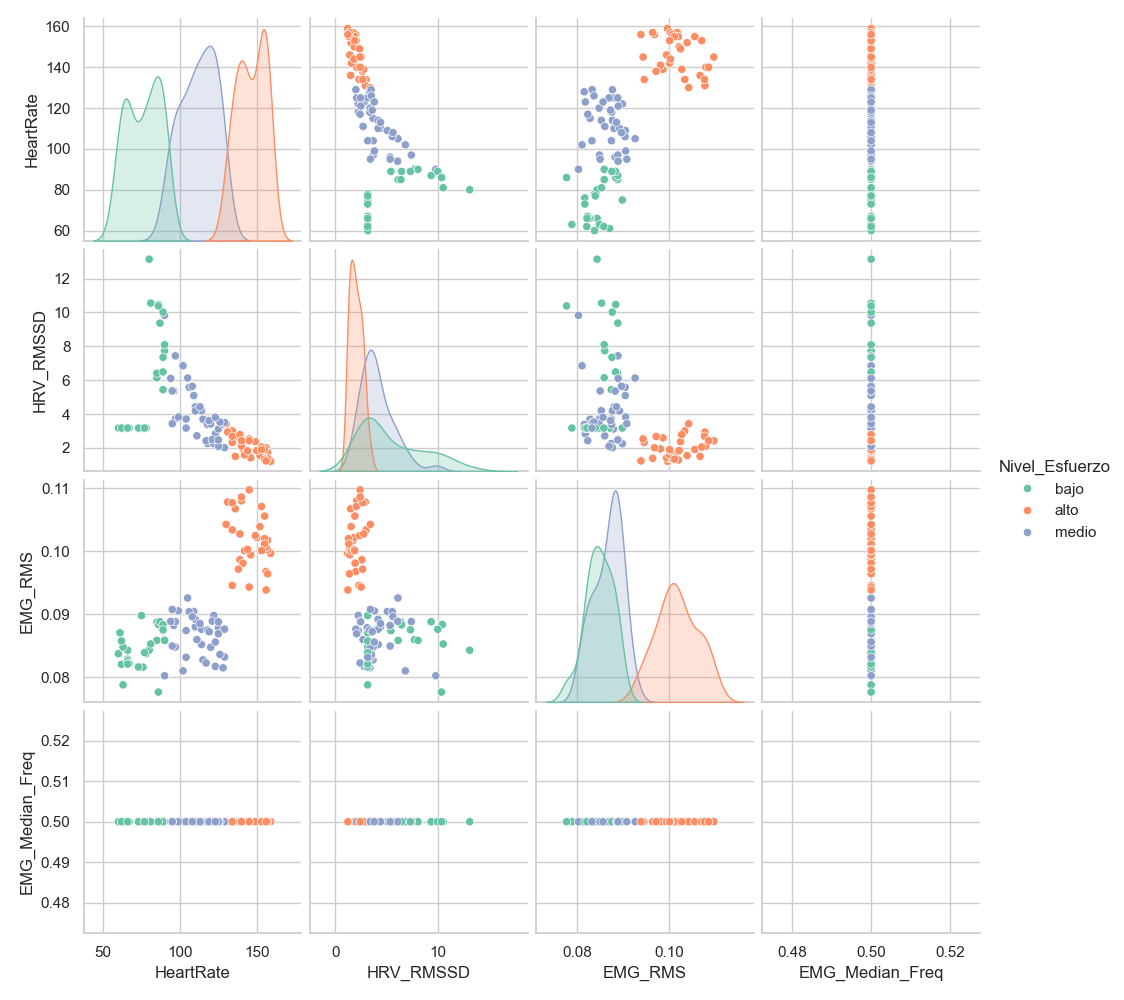 160
140
120
100
80
60
HeartRate
12
10
8
6
4
2
HRV_RMSSD
0.11
0.10
0.09
0.08
EMG_RMS
0.52
0.51
0.50
0.49
0.48
EMG_Median_Freq
50 100 150
HeartRate
0 10
HRV_RMSSD
0.08 0.10
EMG_RMS
0.48 0.50 0.52
EMG_Median_Freq
Nivel_Esfuerzo
bajo
alto
medio